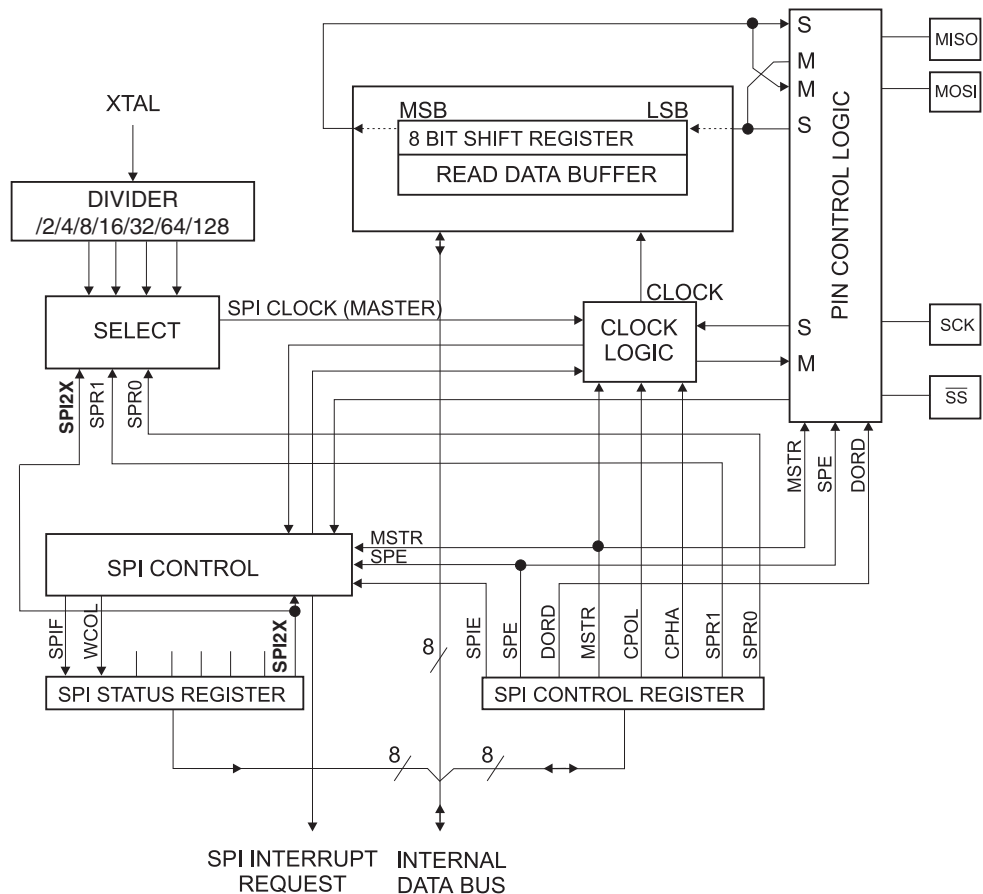 S
MISO
M
M
MOSI
XTAL
MSB
LSB
S
8 BIT SHIFT REGISTER
READ DATA BUFFER
DIVIDER
/2/4/8/16/32/64/128
PIN CONTROL LOGIC
CLOCK
SPI CLOCK (MASTER)
SELECT
CLOCK
LOGIC
S
SCK
M
SPI2X
SPR1
SPR0
SS
MSTR
SPE
DORD
MSTR
SPE
SPI CONTROL
SPIF
WCOL
SPI2X
SPIE
SPE
DORD
MSTR
CPOL
CPHA
SPR1
SPR0
8
SPI STATUS REGISTER
SPI CONTROL REGISTER
8
8
SPI INTERRUPT
REQUEST
INTERNAL
DATA BUS